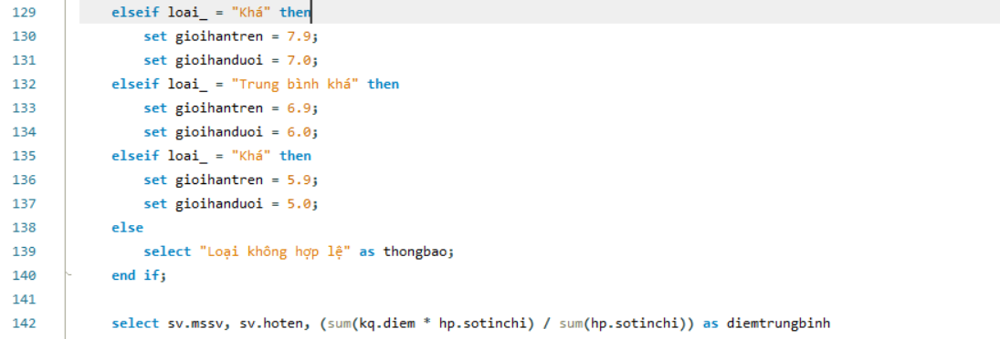 129 elseif loai_ = "Khá" then
130 set gioihantren = 7.9;
131 set gioihanduoi = 7.0;
132 elseif loai_ = "Trung bình khá" then
133 set gioihantren = 6.9;
134 set gioihanduoi = 6.0;
135 elseif loai_ = "Khá" then
136 set gioihantren = 5.9;
137 set gioihanduoi = 5.0;
138 else
139 select "Loại không hợp lệ" as thongbao;
140 end if;
141
142 select sv.mssv, sv.hoten, (sum(kq.diem * hp.sotinchi) / sum(hp.sotinchi)) as diemtrungbinh